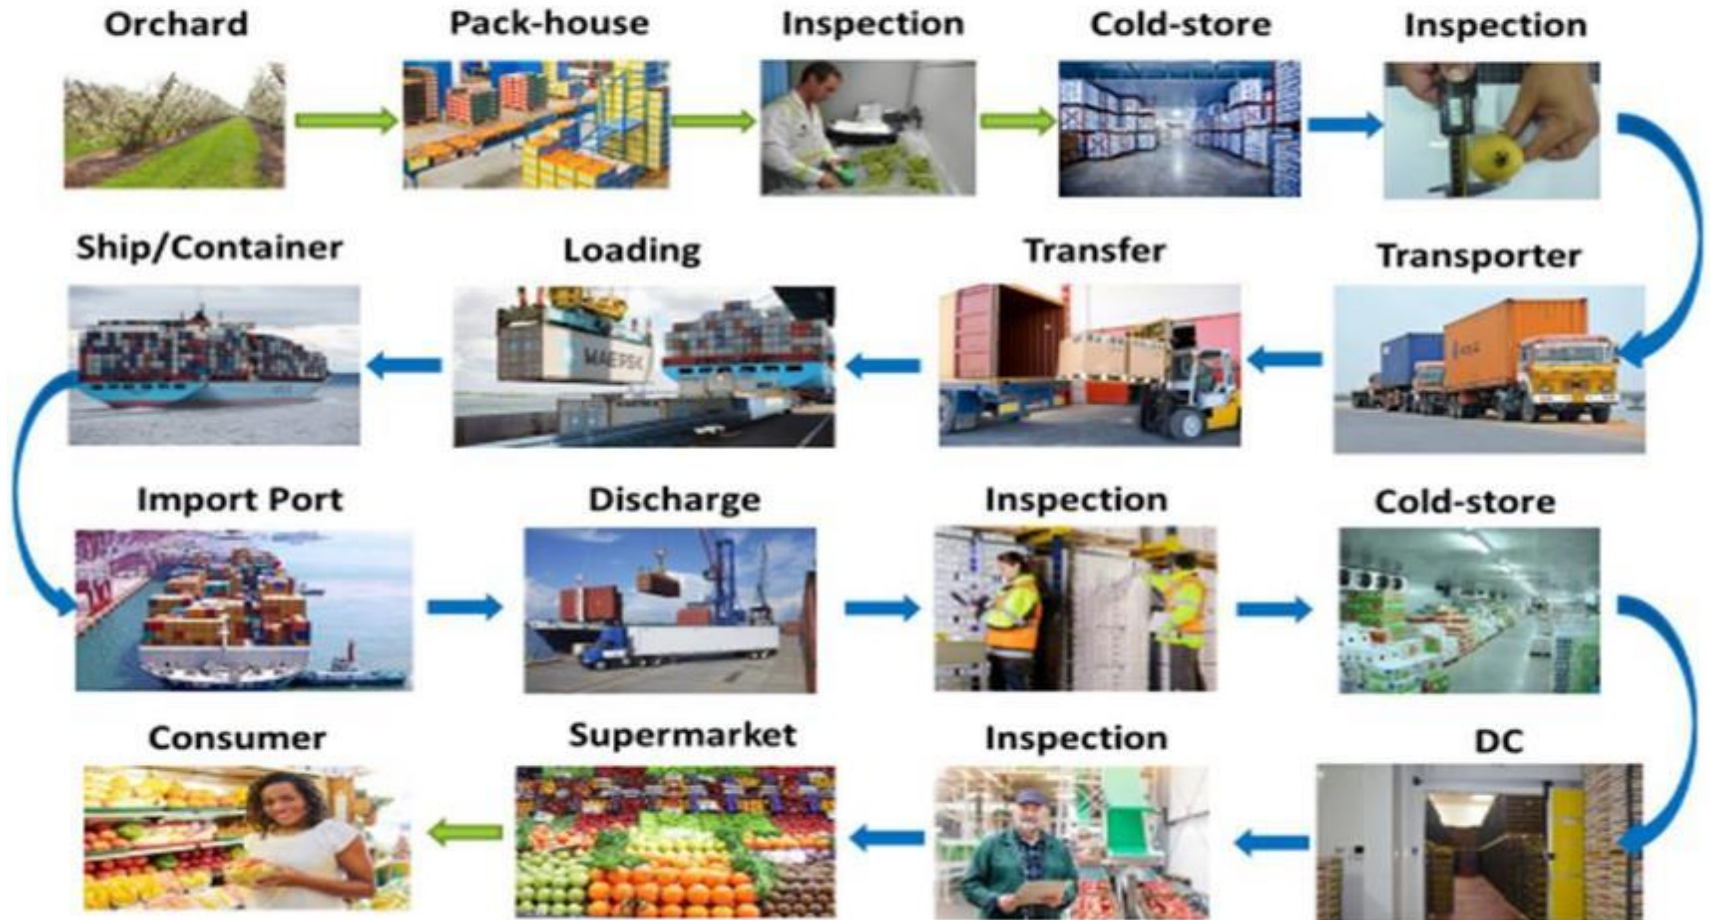 Orchard
Pack-house
Inspection
Cold-store
Inspection
Ship/Container
Loading
Transfer
Transporter
MAERSK
Import Port
Discharge
Inspection
Cold-store
Consumer
Supermarket
Inspection
DC